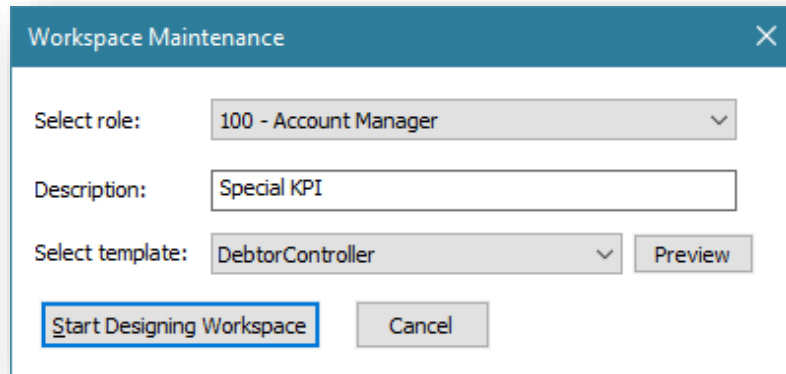 Workspace Maintenance
Select role: 100 - Account Manager
Description: Special KPI
Select template: DebtorController Preview
Start Designing Workspace Cancel